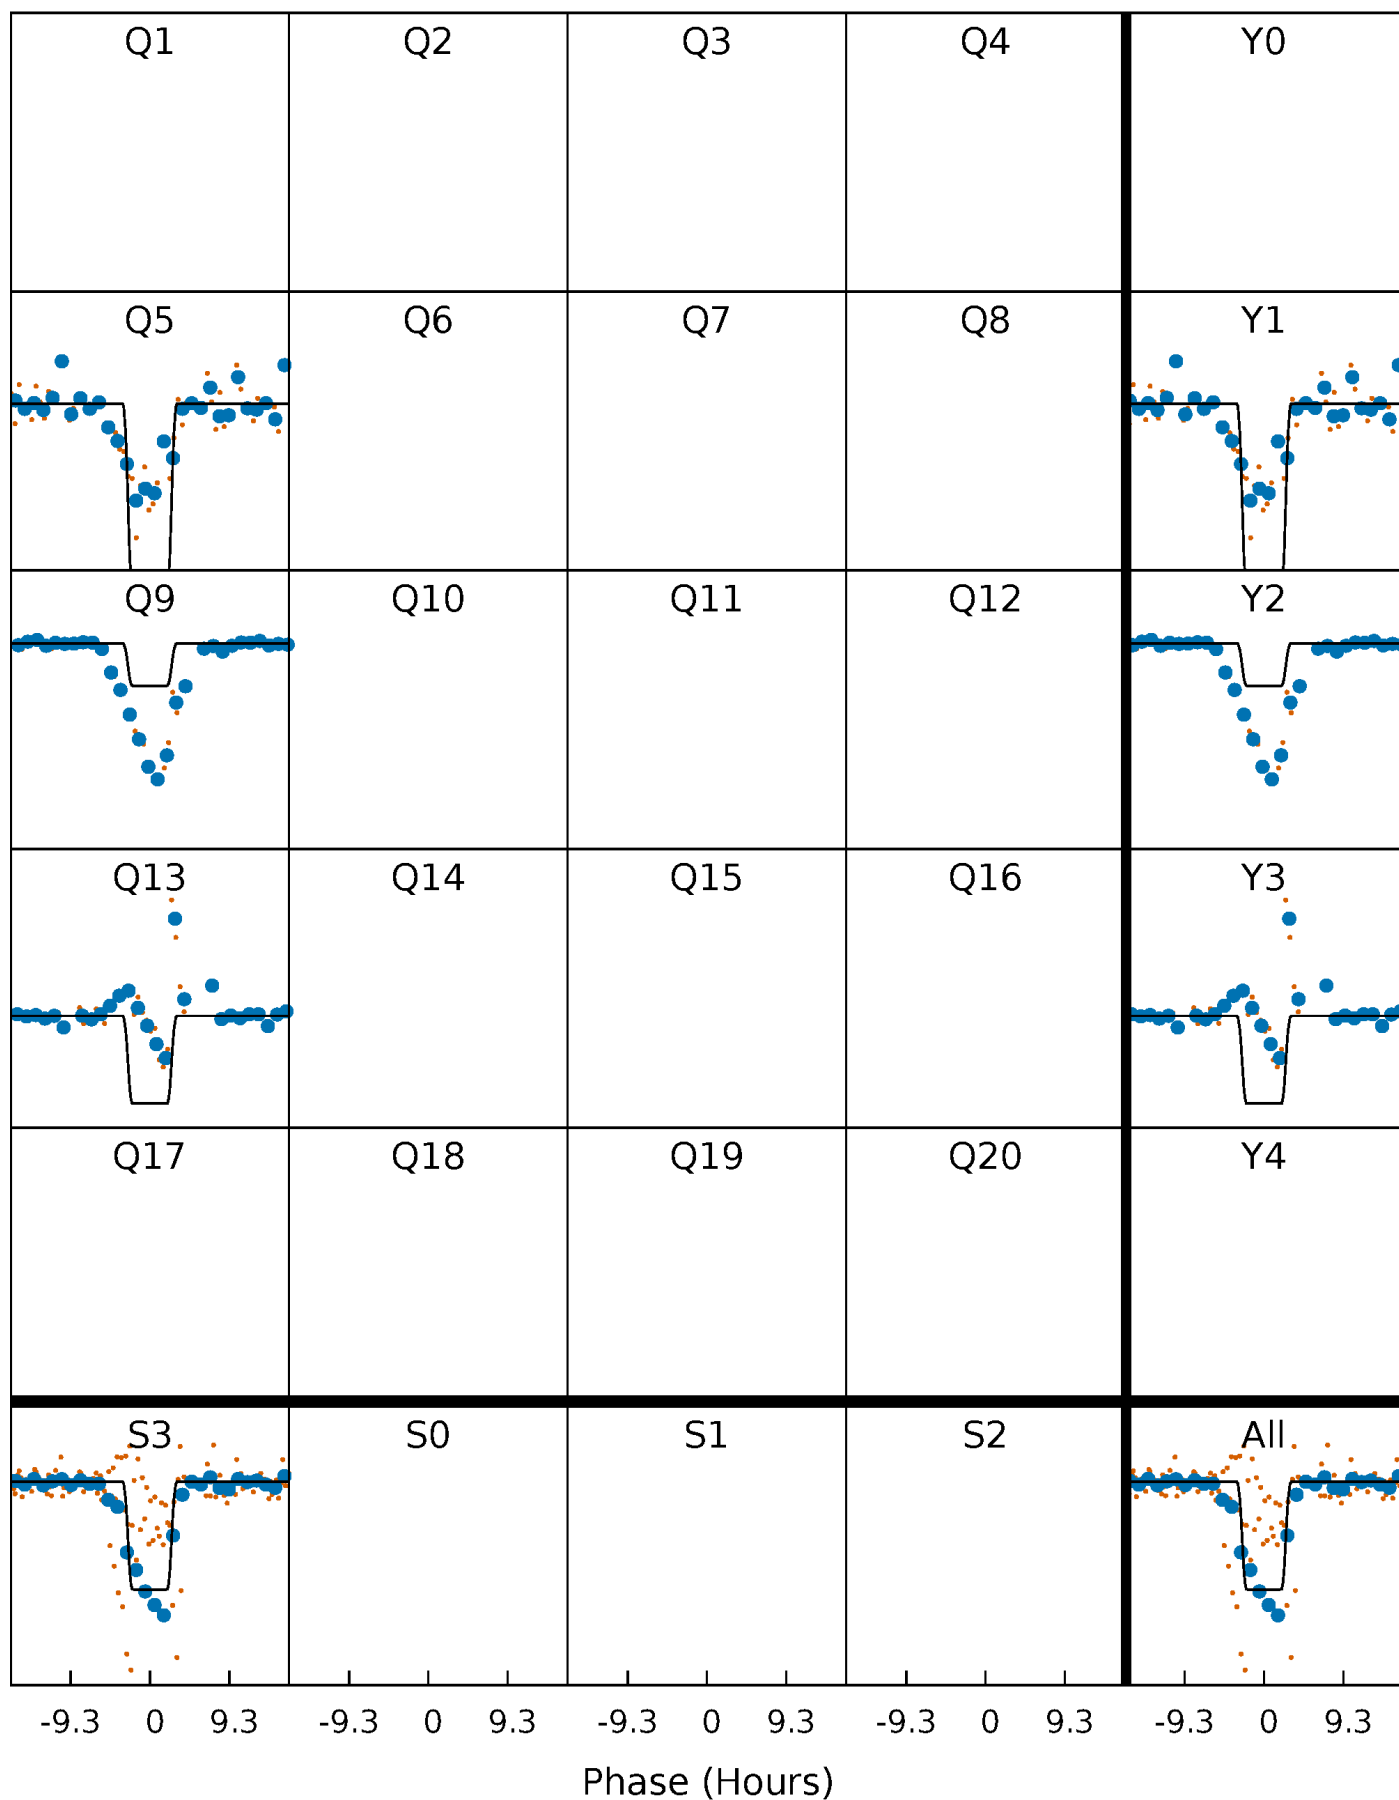 Q1 Q2 Q3 Q4 Y0
Q5 Q6 Q7 Q8 Y1
Q9 Q10 Q11 Q12 Y2
Q13 Q14 Q15 Q16 Y3
Q17 Q18 Q19 Q20 Y4
S3 S0 S1 S2 All
-9.3 0 9.3 -9.3 0 9.3 -9.3 0 9.3 -9.3 0 9.3 -9.3 0 9.3
Phase (Hours)